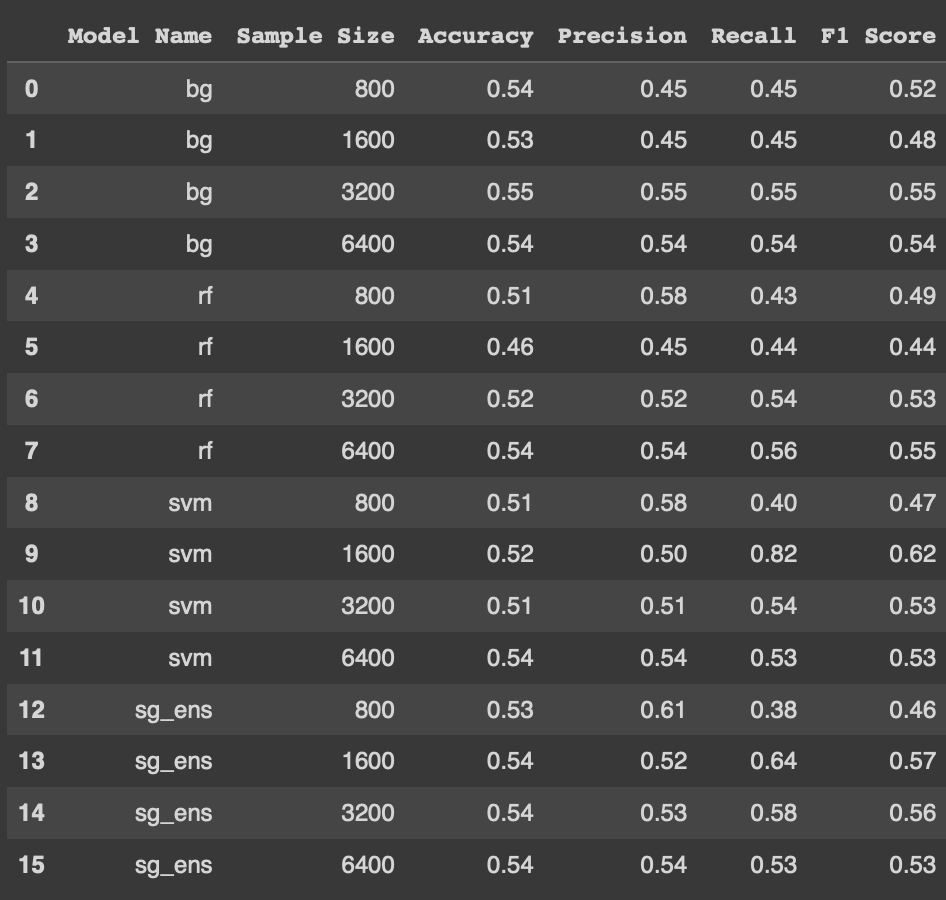 Model Name Sample Size Accuracy Precision Recall F1 Score
0 bg 800 0.54 0.45 0.45 0.52
1 bg 1600 0.53 0.45 0.45 0.48
2 bg 3200 0.55 0.55 0.55 0.55
3 bg 6400 0.54 0.54 0.54 0.54
4 rf 800 0.51 0.58 0.43 0.49
5 rf 1600 0.46 0.45 0.44 0.44
6 rf 3200 0.52 0.52 0.54 0.53
7 rf 6400 0.54 0.54 0.56 0.55
8 svm 800 0.51 0.58 0.40 0.47
9 svm 1600 0.52 0.50 0.82 0.62
10 svm 3200 0.51 0.51 0.54 0.53
11 svm 6400 0.54 0.54 0.53 0.53
12 sg_ens 800 0.53 0.61 0.38 0.46
13 sg_ens 1600 0.54 0.52 0.64 0.57
14 sg_ens 3200 0.54 0.53 0.58 0.56
15 sg_ens 6400 0.54 0.54 0.53 0.53